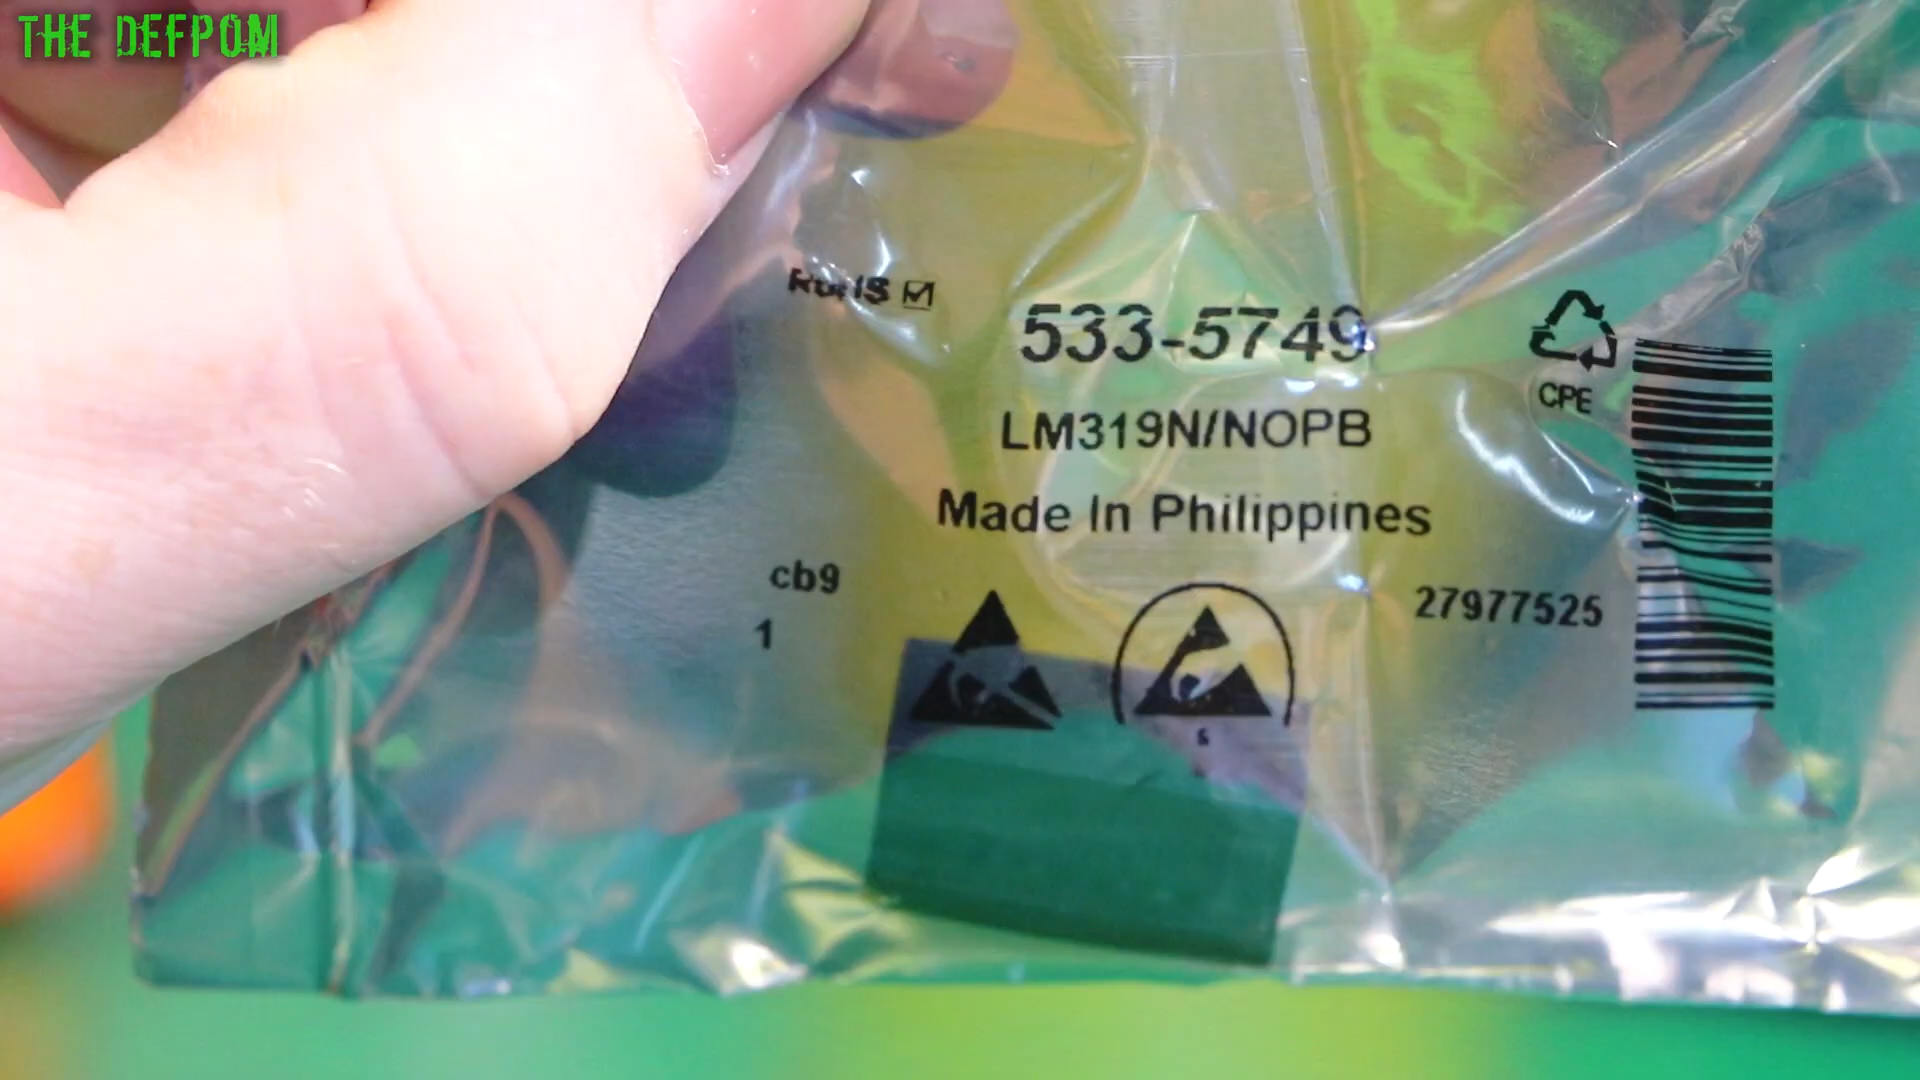 THE DEFPOM
RoHS ☑
533-5749
CPE
LM319N/NOPB
Made In Philippines
cb9
27977525
1